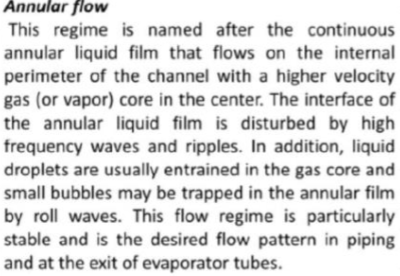 Annular flow
This regime is named after the continuous
annular liquid film that flows on the internal
perimeter of the channel with a higher velocity
gas (or vapor) core in the center. The interface of
the annular liquid film is disturbed by high
frequency waves and ripples. In addition, liquid
droplets are usually entrained in the gas core and
small bubbles may be trapped in the annular film
by roll waves. This flow regime is particularly
stable and is the desired flow pattern in piping
and at the exit of evaporator tubes.